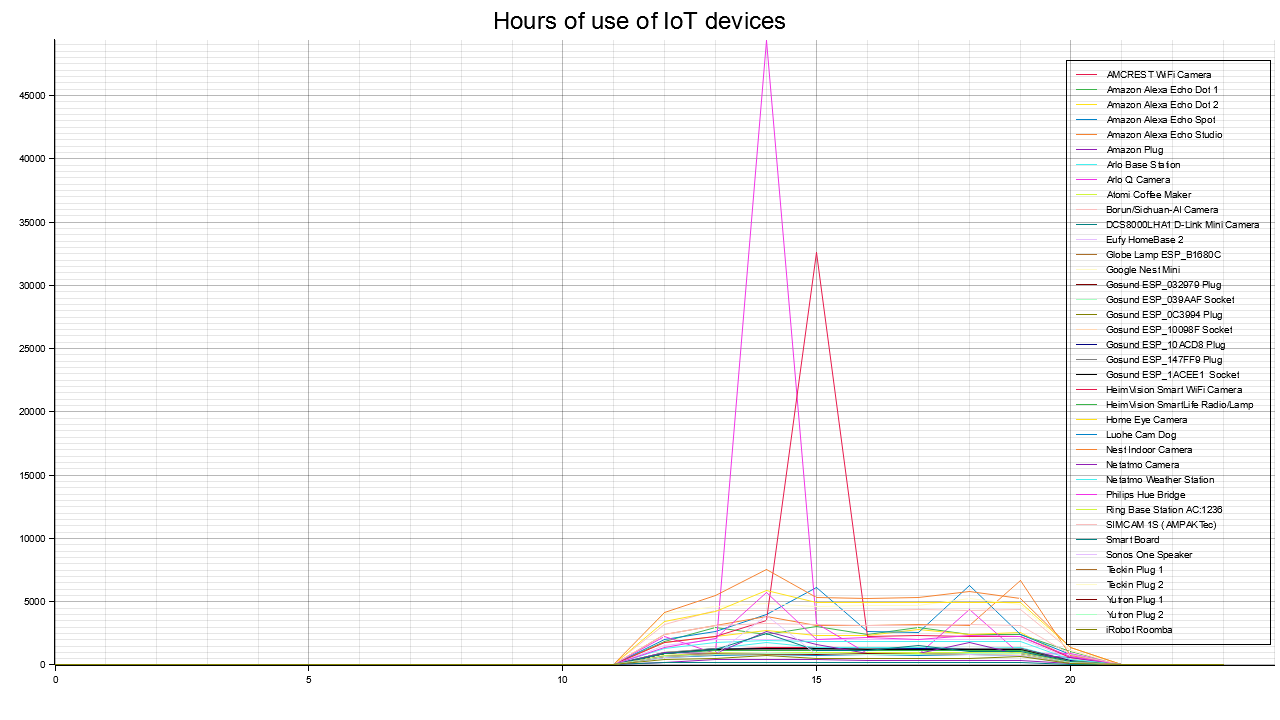 Hours of use of IoT devices
45000
40000
35000
30000
25000
20000
15000
10000
5000
0
0
5
10
15
20
AMCREST WiFi Camera
Amazon Alexa Echo Dot 1
Amazon Alexa Echo Dot 2
Amazon Alexa Echo Spot
Amazon Alexa Echo Studio
Amazon Plug
Arlo Base Station
Arlo Q Camera
Atomi Coffee Maker
Borun/Sichuan-AI Camera
DCS8000LHA1 D-Link Mini Camera
Eufy HomeBase 2
Globe Lamp ESP_B1680C
Google Nest Mini
Gosund ESP_032979 Plug
Gosund ESP_039AAF Socket
Gosund ESP_0C3994 Plug
Gosund ESP_10098F Socket
Gosund ESP_10ACD8 Plug
Gosund ESP_147FF9 Plug
Gosund ESP_1ACEE1 Socket
HeimVision Smart WiFi Camera
HeimVision SmartLife Radio/Lamp
Home Eye Camera
Luohe Cam Dog
Nest Indoor Camera
Netatmo Camera
Netatmo Weather Station
Philips Hue Bridge
Ring Base Station AC:1236
SIMCAM 1S (AMPAKTec)
Smart Board
Sonos One Speaker
Teckin Plug 1
Teckin Plug 2
Yutron Plug 1
Yutron Plug 2
iRobot Roomba